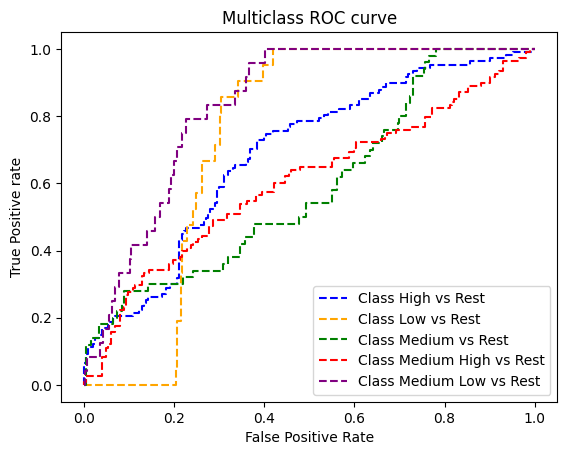 Multiclass ROC curve
True Positive rate
1.0
0.8
0.6
0.4
0.2
0.0
Class High vs Rest
Class Low vs Rest
Class Medium vs Rest
Class Medium High vs Rest
Class Medium Low vs Rest
0.0 0.2 0.4 0.6 0.8 1.0
False Positive Rate